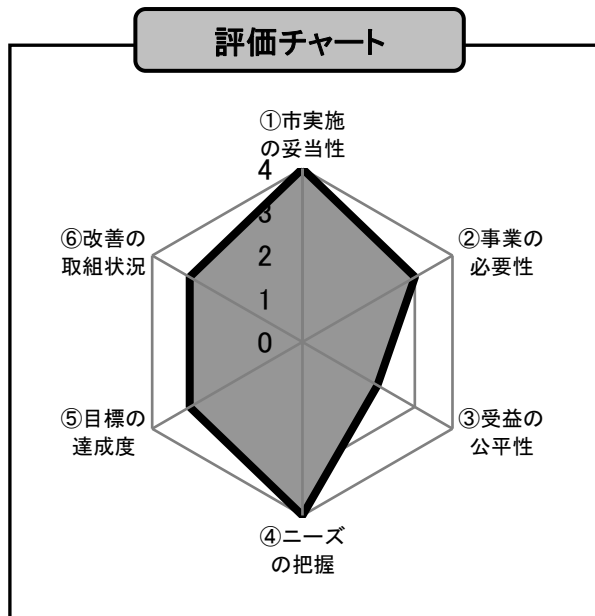 評価チャート
①市実施
の妥当性
4
3
2
1
0
②事業の
必要性
③受益の
公平性
④ニーズ
の把握
⑤目標の
達成度
⑥改善の
取組状況